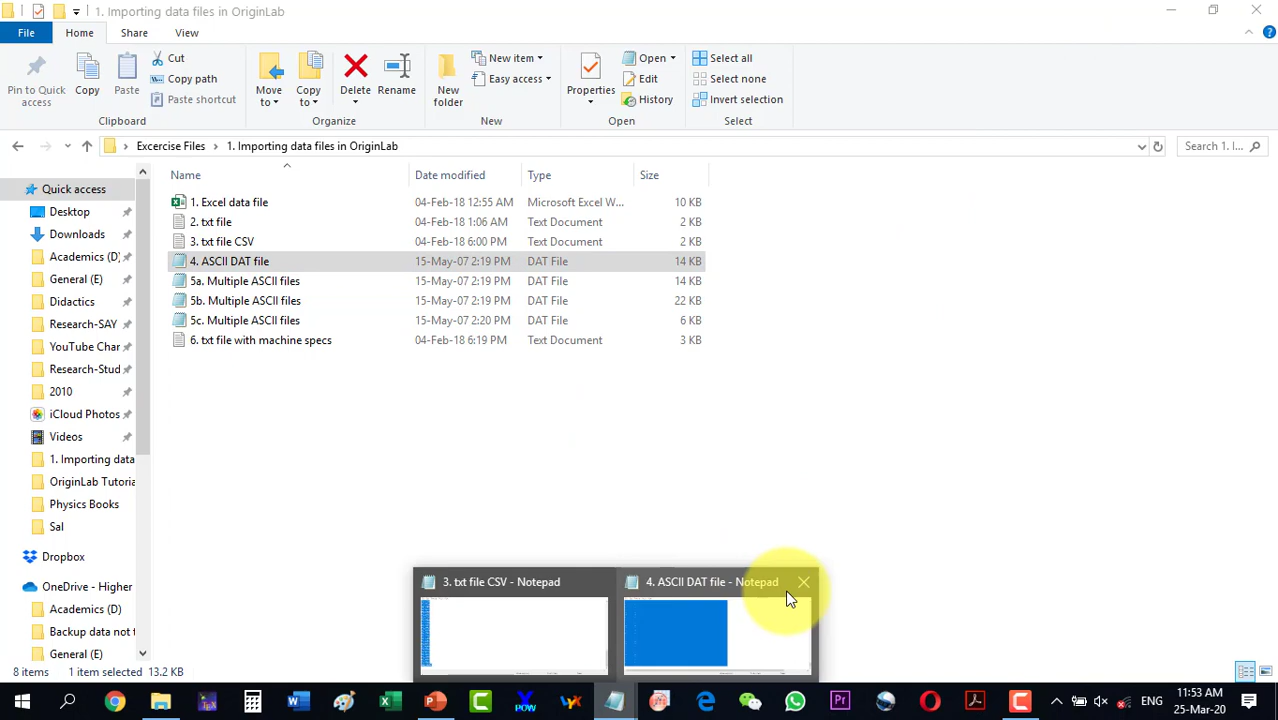 1. Importing data files in OriginLab
File Home Share View
Pin to Quick access
Copy
Paste
Cut
Copy path
Paste shortcut
Clipboard
Move to
Copy to
Delete
Rename
Organize
New folder
New item
Easy access
New
Properties
Open
Edit
History
Open
Select all
Select none
Invert selection
Select
Excercise Files > 1. Importing data files in OriginLab
Search 1. I...
Name Date modified Type Size
1. Excel data file 04-Feb-18 12:55 AM Microsoft Excel W... 10 KB
2. txt file 04-Feb-18 1:06 AM Text Document 2 KB
3. txt file CSV 04-Feb-18 6:00 PM Text Document 2 KB
4. ASCII DAT file 15-May-07 2:19 PM DAT File 14 KB
5a. Multiple ASCII files 15-May-07 2:19 PM DAT File 14 KB
5b. Multiple ASCII files 15-May-07 2:19 PM DAT File 22 KB
5c. Multiple ASCII files 15-May-07 2:20 PM DAT File 6 KB
6. txt file with machine specs 04-Feb-18 6:19 PM Text Document 3 KB
Quick access
Desktop
Downloads
Academics (D)
General (E)
Didactics
Research-SAY
YouTube Char
Research-Stud
2010
iCloud Photos
Videos
1. Importing data
OriginLab Tutoria
Physics Books
Sal
Dropbox
OneDrive - Higher
Academics (D)
Backup data not t
General (E)
3. txt file CSV - Notepad
4. ASCII DAT file - Notepad
8 items 1 item selected 13.2 KB
POW
ENG
11:53 AM
25-Mar-20